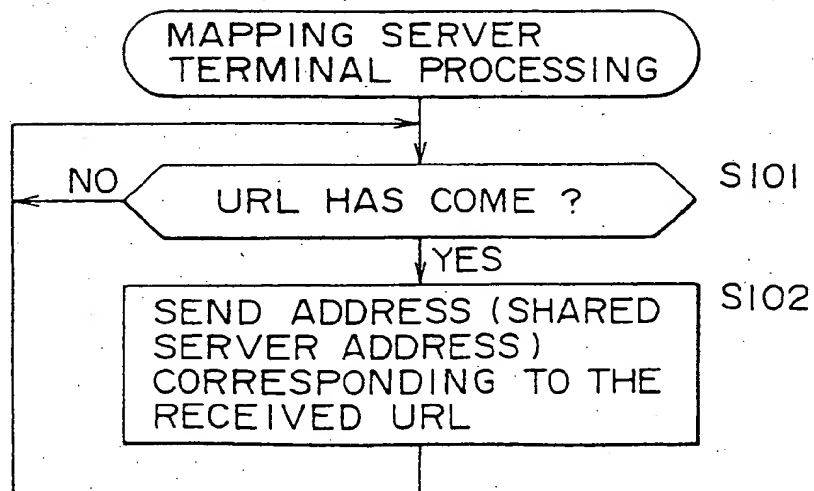 MAPPING SERVER
TERMINAL PROCESSING
NO
URL HAS COME ?
S101
YES
S102
SEND ADDRESS (SHARED
SERVER ADDRESS)
CORRESPONDING TO THE
RECEIVED URL